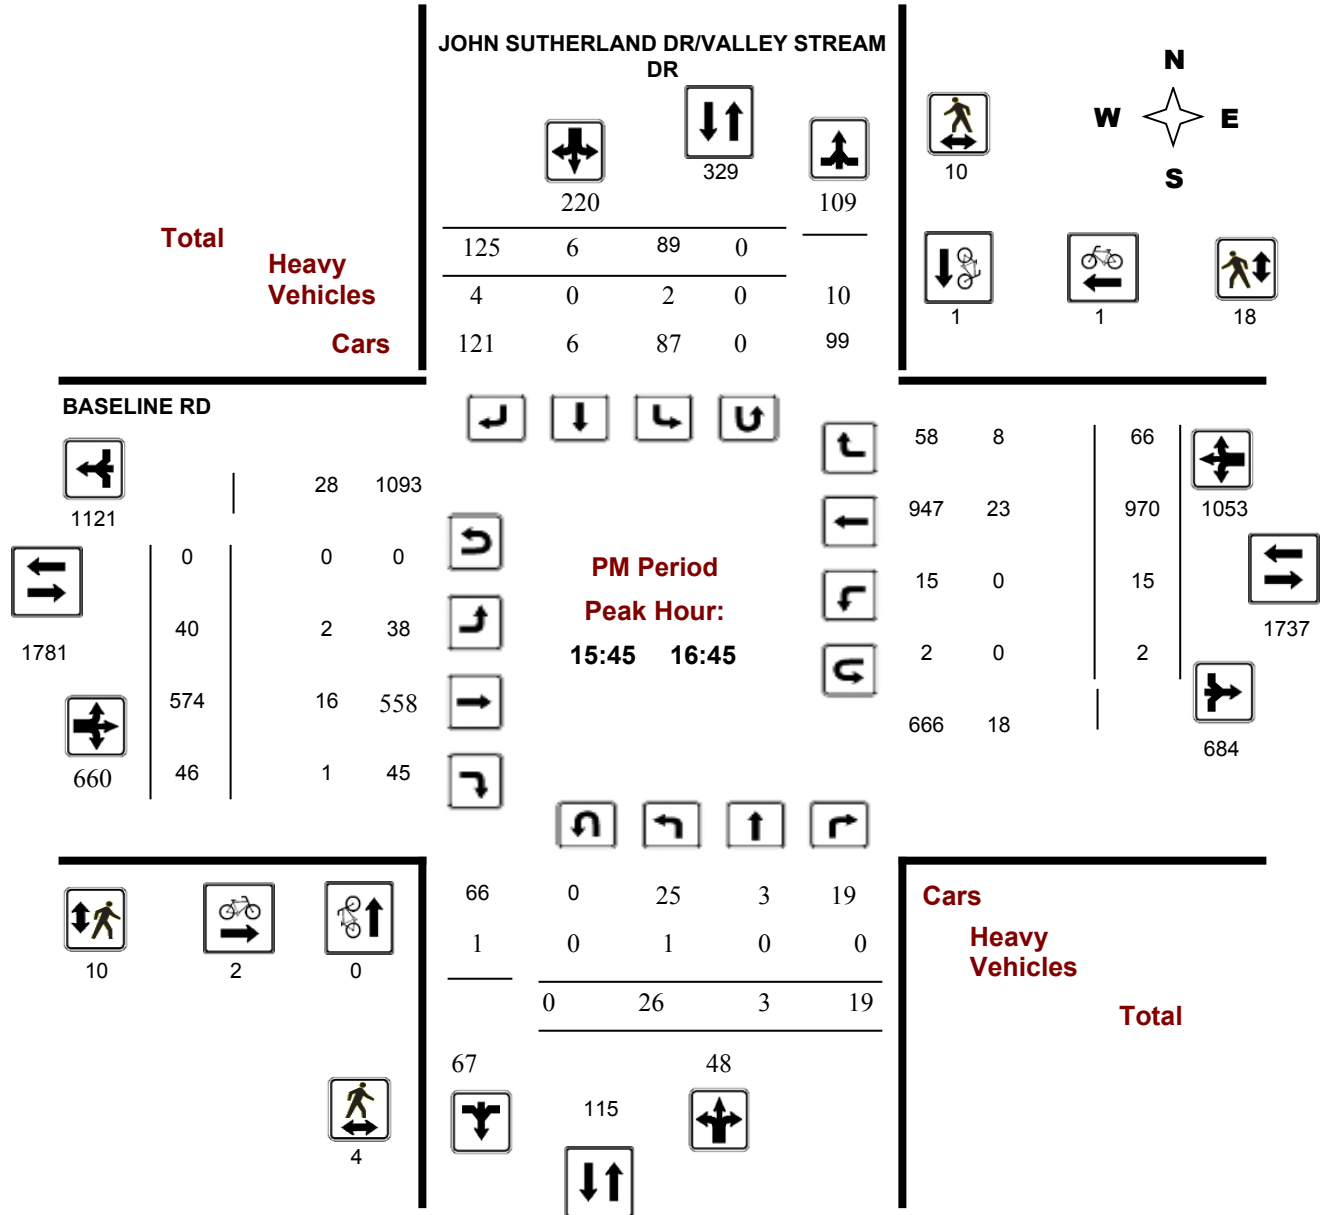 JOHN SUTHERLAND DR/VALLEY STREAM
DR
N
W E
S
329
10
220 109
Total
125 6 89 0
Heavy
Vehicles
4 0 2 0 10
1 1 18
Cars
121 6 87 0 99
BASELINE RD
58 8 66
28 1093
1121
947 23 970 1053
0 0 0
PM Period
15 0 15
Peak Hour:
40 2 38
1737
1781
15:45 16:45
2 0 2
574 16 558
666 18
684
660
46 1 45
66 0 25 3 19
Cars
1 0 1 0 0
Heavy
Vehicles
10 2 0
0 26 3 19
Total
67 48
115
4